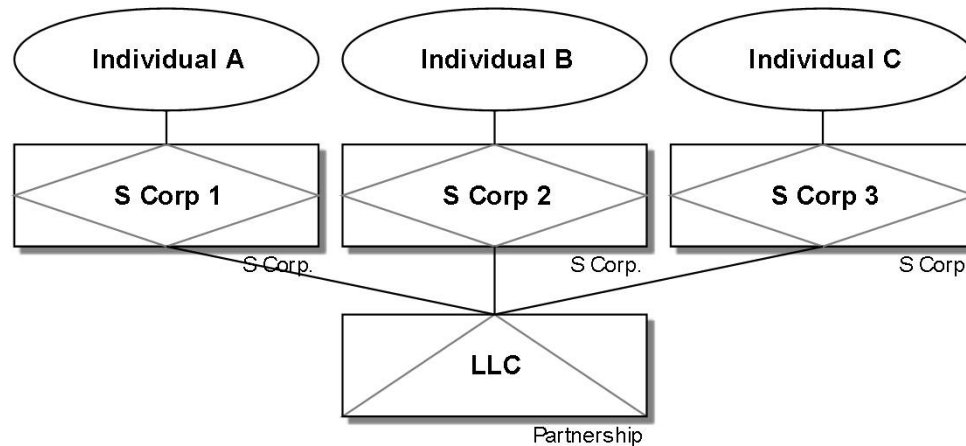 Individual A
Individual B
Individual C
S Corp 1
S Corp 2
S Corp 3
S Corp.
S Corp.
S Corp
LLC
Partnership